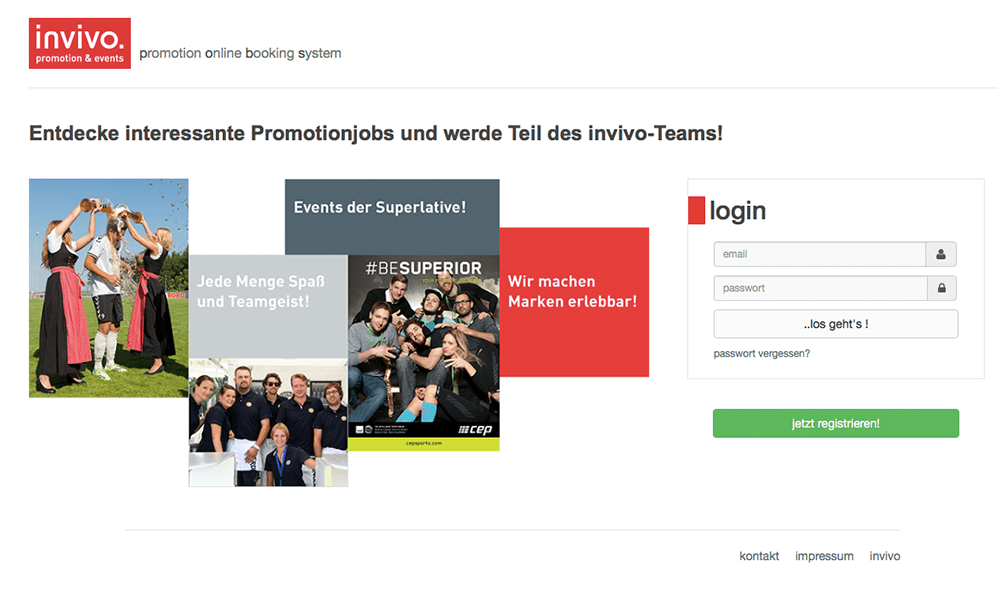 invivo.
promotion & events
promotion online booking system
Entdecke interessante Promotionjobs und werde Teil des invivo-Teams!
Events der Superlative!
Jede Menge Spaß
und Teamgeist!
#BESUPERIOR
Wir machen
Marken erlebbar!
cep
cepsports.com
login
email
password
..los geht's !
passwort vergessen?
jetzt registrieren!
kontakt
impressum
invivo